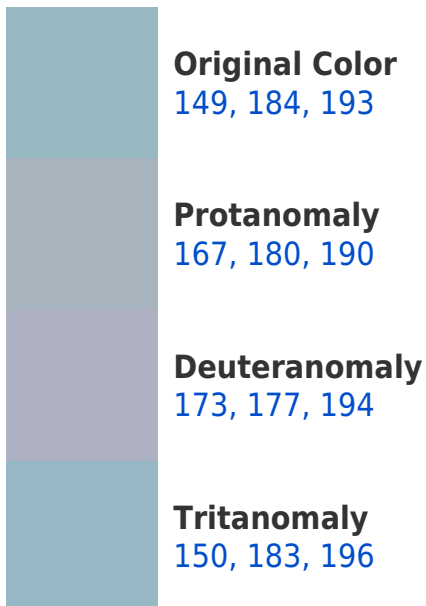 Original Color
149, 184, 193
Protanomaly
167, 180, 190
Deuteranomaly
173, 177, 194
Tritanomaly
150, 183, 196